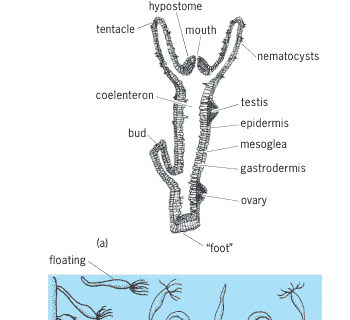 hypostome
tentacle
mouth
nematocysts
coelenteron
testis
epidermis
bud
mesoglea
gastrodermis
ovary
(a)
"foot"
floating